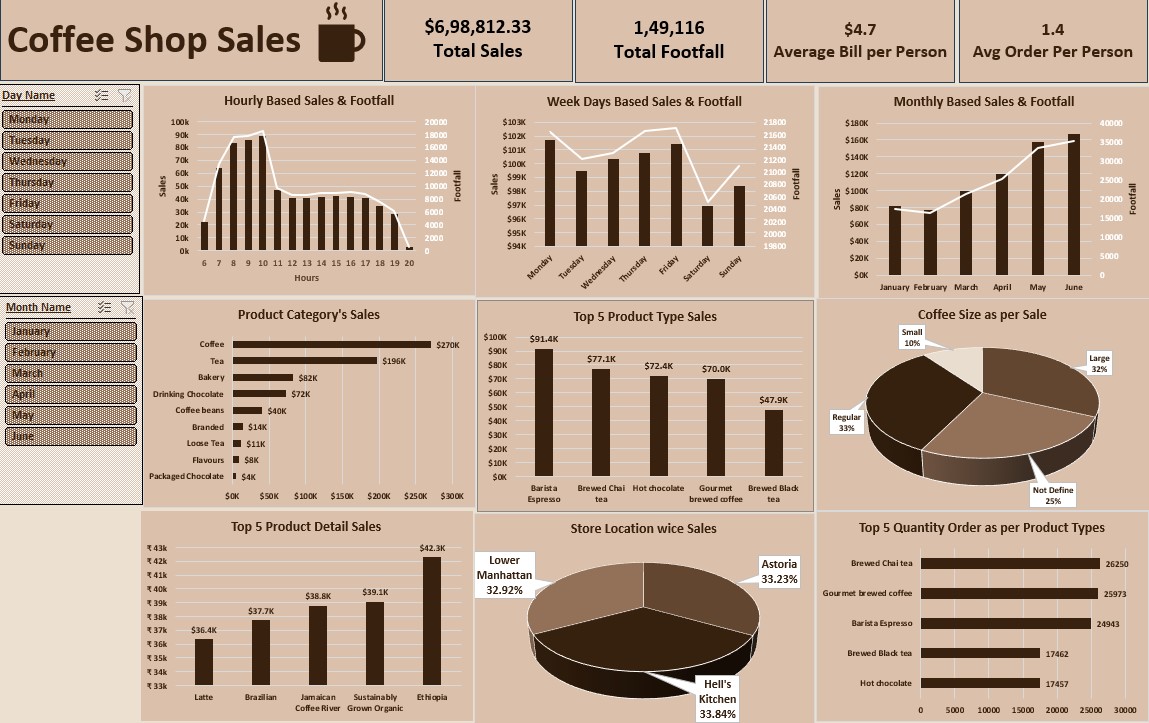 Coffee Shop Sales
$6,98,812.33
Total Sales
1,49,116
Total Footfall
$4.7
Average Bill per Person
1.4
Avg Order Per Person
Day Name
Monday
Tuesday
Wednesday
Thursday
Friday
Saturday
Sunday
Month Name
January
February
March
April
May
June
Hourly Based Sales & Footfall
100k
90k
80k
70k
60k
50k
40k
30k
20k
10k
0k
Sales
20000
18000
16000
14000
12000
10000
8000
6000
4000
2000
0
Footfall
6 7 8 9 10 11 12 13 14 15 16 17 18 19 20
Hours
Week Days Based Sales & Footfall
$103K
$102K
$101K
$100K
$99K
$98K
$97K
$96K
$95K
$94K
Sales
21800
21600
21400
21200
21000
20800
20600
20400
20200
20000
19800
Footfall
Monday Tuesday Wednesday Thursday Friday Saturday Sunday
Monthly Based Sales & Footfall
$180K
$160K
$140K
$120K
$100K
$80K
$60K
$40K
$20K
$0K
Sales
40000
35000
30000
25000
20000
15000
10000
5000
0
Footfall
January February March April May June
Product Category's Sales
Coffee $270K
Tea $196K
Bakery $82K
Drinking Chocolate $72K
Coffee beans $40K
Branded $14K
Loose Tea $11K
Flavours $8K
Packaged Chocolate $4K
$0K $50K $100K $150K $200K $250K $300K
Top 5 Product Type Sales
$100K
$90K
$80K
$70K
$60K
$50K
$40K
$30K
$20K
$10K
$0K
$91.4K
$77.1K
$72.4K
$70.0K
$47.9K
Barista Brewed Chai Hot chocolate Gourmet Brewed Black
Espresso tea brewed coffee tea
Coffee Size as per Sale
Small
10%
Large
32%
Regular
33%
Not Define
25%
Top 5 Product Detail Sales
₹ 43k
₹ 42k
₹ 41k
₹ 40k
₹ 39k
₹ 38k
₹ 37k
₹ 36k
₹ 35k
₹ 34k
₹ 33k
$36.4K
$37.7K
$38.8K
$39.1K
$42.3K
Latte Brazilian Jamaican Sustainably Ethiopia
Coffee River Grown Organic
Store Location wice Sales
Lower
Manhattan
32.92%
Astoria
33.23%
Hell's
Kitchen
33.84%
Top 5 Quantity Order as per Product Types
Brewed Chai tea 26250
Gourmet brewed coffee 25973
Barista Espresso 24943
Brewed Black tea 17462
Hot chocolate 17457
0 5000 10000 15000 20000 25000 30000